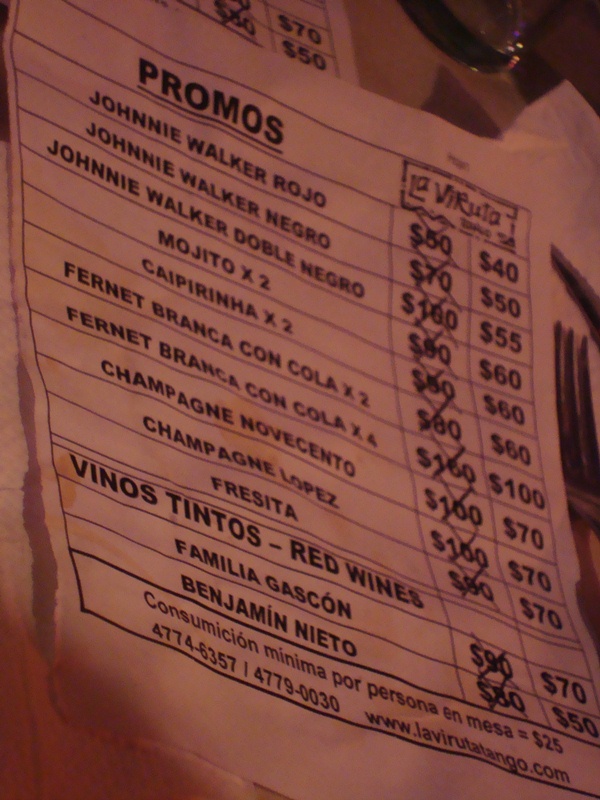 $70
$50
PROMOS
La Viruta
JOHNNIE WALKER ROJO $50 $40
JOHNNIE WALKER NEGRO $70 $50
JOHNNIE WALKER DOBLE NEGRO $100 $55
MOJITO X 2 $90 $60
CAIPIRINHA X 2 $60
FERNET BRANCA CON COLA X 2 $80 $60
FERNET BRANCA CON COLA X 4 $160 $100
CHAMPAGNE NOVECENTO $100 $70
CHAMPAGNE LOPEZ $100 $70
FRESITA $90 $70
VINOS TINTOS – RED WINES
FAMILIA GASCÓN $90 $70
BENJAMÍN NIETO $80 $50
Consumición mínima por persona en mesa = $25
4774-6357 / 4779-0030 www.lavirutatango.com